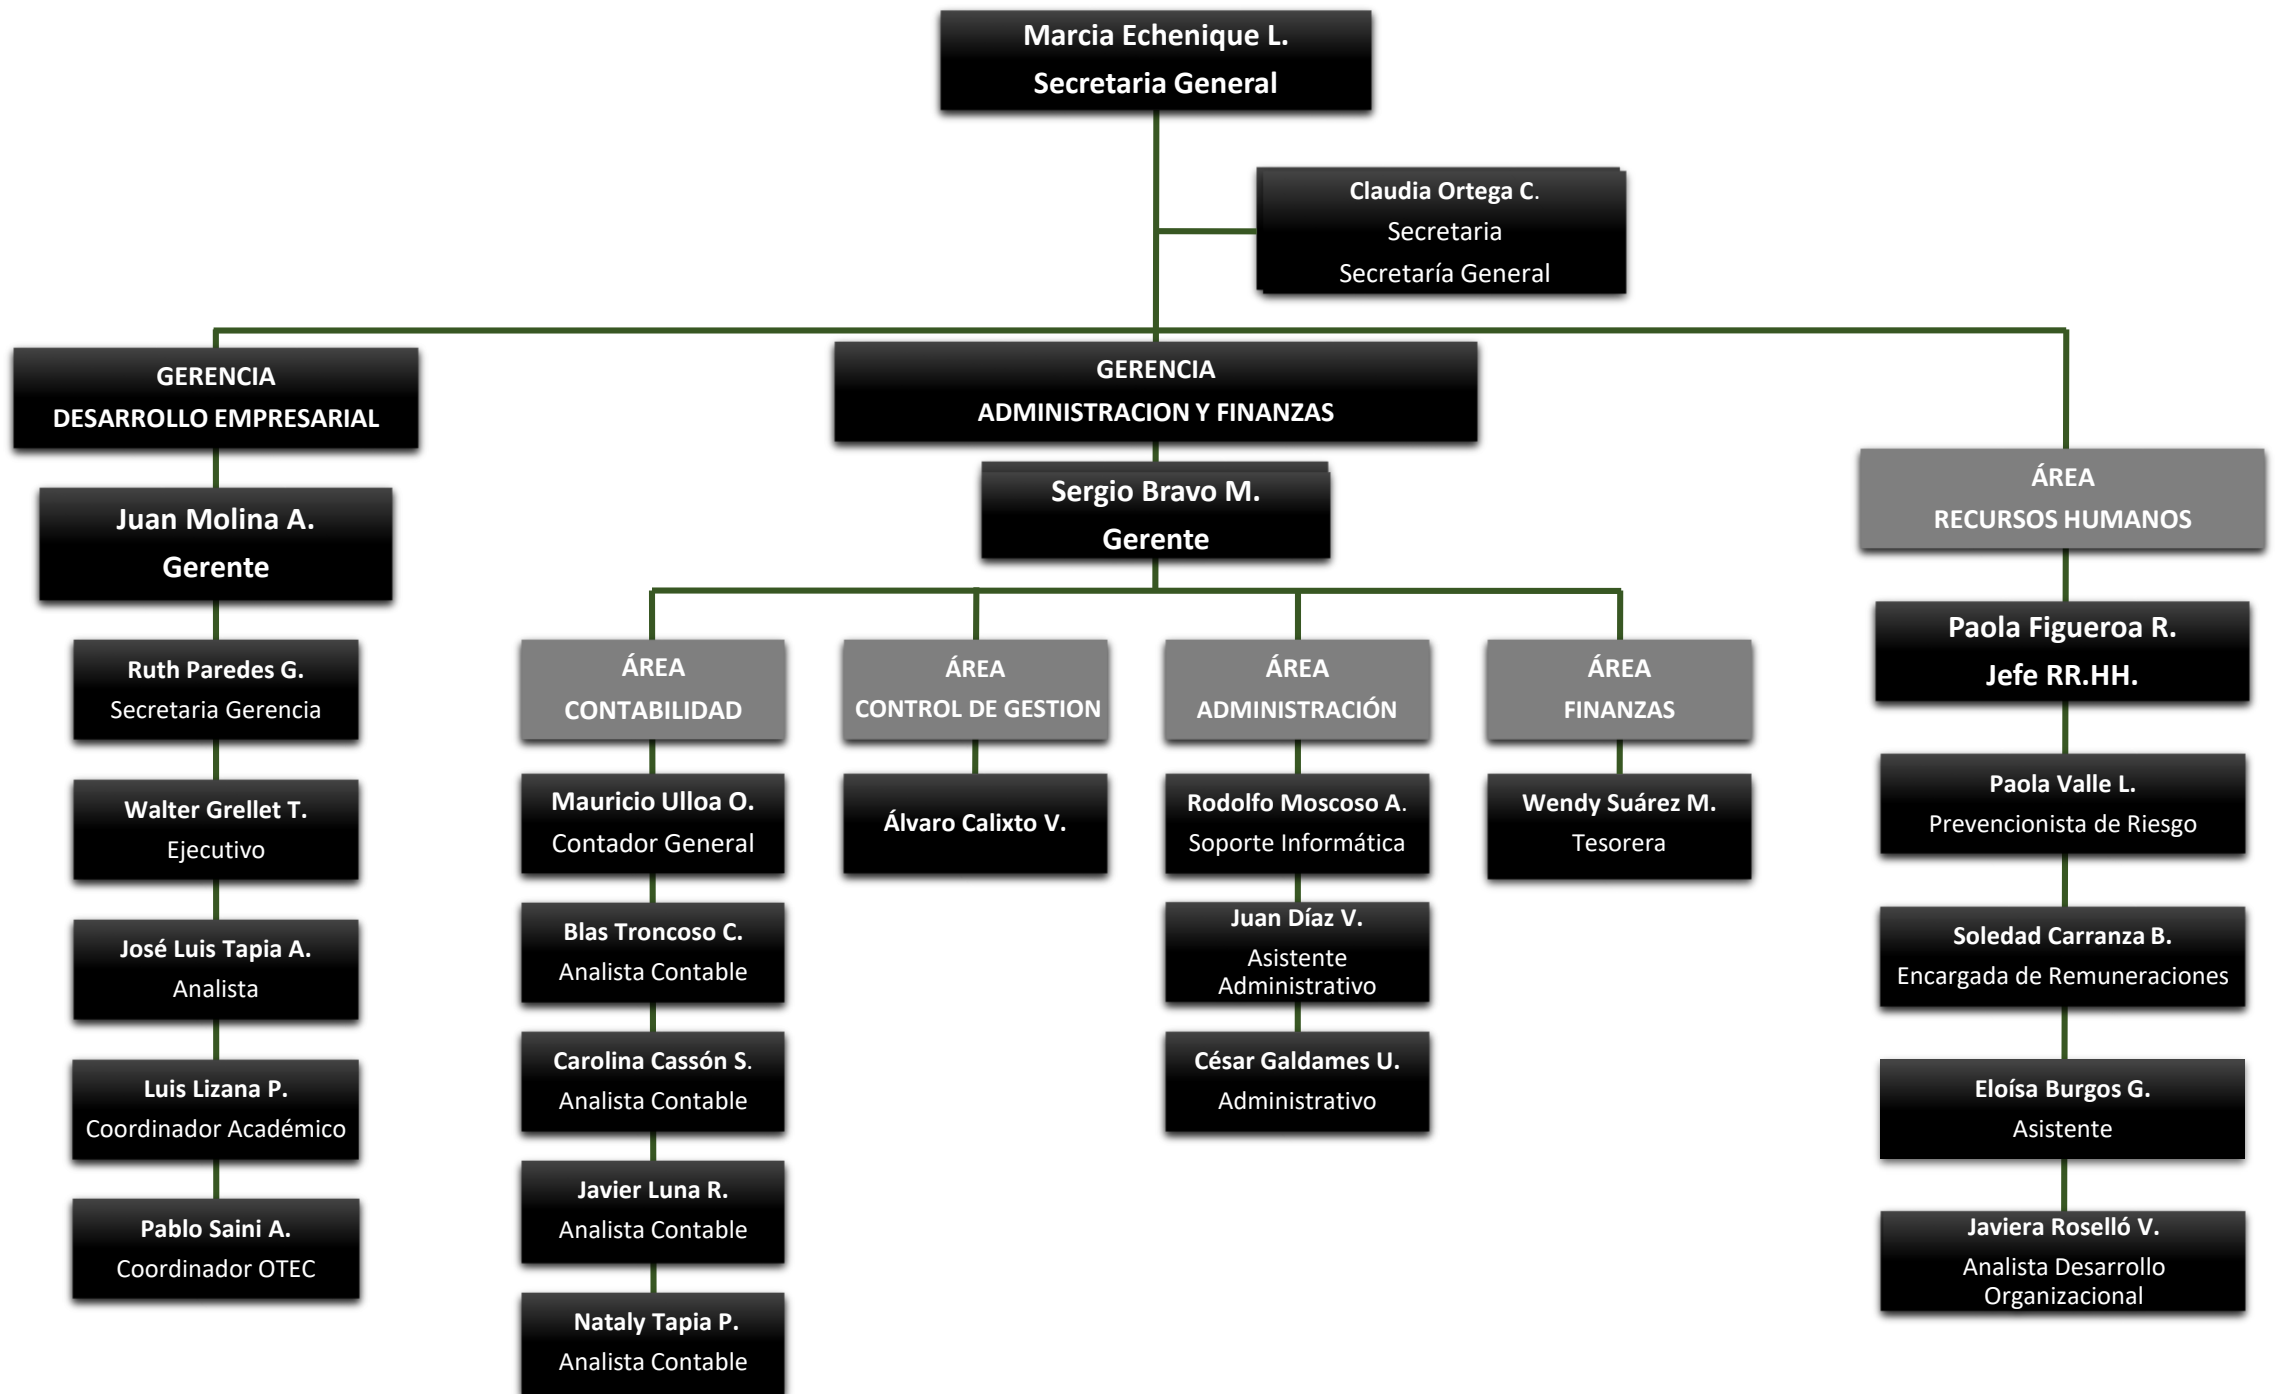 Marcia Echenique L.
Secretaria General
Claudia Ortega C.
Secretaria
Secretaría General
GERENCIA
DESARROLLO EMPRESARIAL
Juan Molina A.
Gerente
Ruth Paredes G.
Secretaria Gerencia
Walter Grellet T.
Ejecutivo
José Luis Tapia A.
Analista
Luis Lizana P.
Coordinador Académico
Pablo Saini A.
Coordinador OTEC
GERENCIA
ADMINISTRACION Y FINANZAS
Sergio Bravo M.
Gerente
ÁREA
CONTABILIDAD
Mauricio Ulloa O.
Contador General
Blas Troncoso C.
Analista Contable
Carolina Cassón S.
Analista Contable
Javier Luna R.
Analista Contable
Nataly Tapia P.
Analista Contable
ÁREA
CONTROL DE GESTION
Álvaro Calixto V.
ÁREA
ADMINISTRACIÓN
Rodolfo Moscoso A.
Soporte Informática
Juan Díaz V.
Asistente
Administrativo
César Galdames U.
Administrativo
ÁREA
FINANZAS
Wendy Suárez M.
Tesorera
ÁREA
RECURSOS HUMANOS
Paola Figueroa R.
Jefe RR.HH.
Paola Valle L.
Prevencionista de Riesgo
Soledad Carranza B.
Encargada de Remuneraciones
Eloísa Burgos G.
Asistente
Javiera Roselló V.
Analista Desarrollo
Organizacional